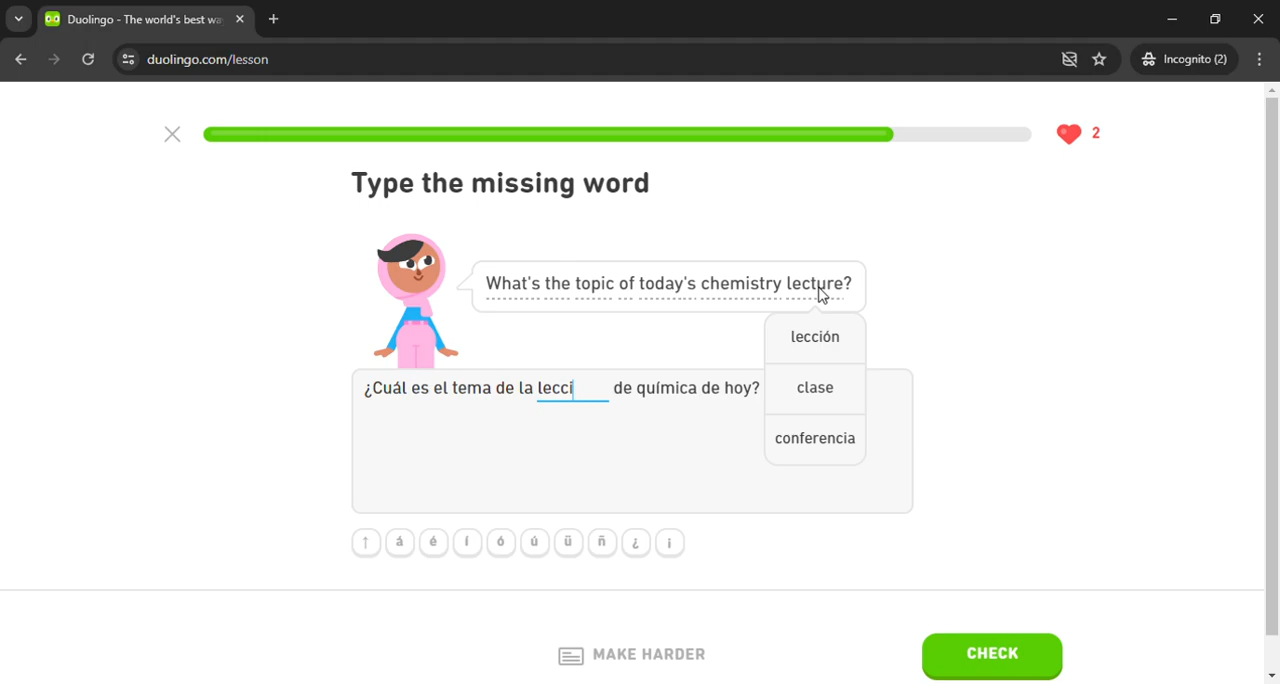 Duolingo - The world's best wa
duolingo.com/lesson
Incognito (2)
2
Type the missing word
What's the topic of today's chemistry lecture?
lección
clase
conferencia
¿Cuál es el tema de la lecci de química de hoy?
↑ á é í ó ú ü ñ ¿ ¡
MAKE HARDER
CHECK